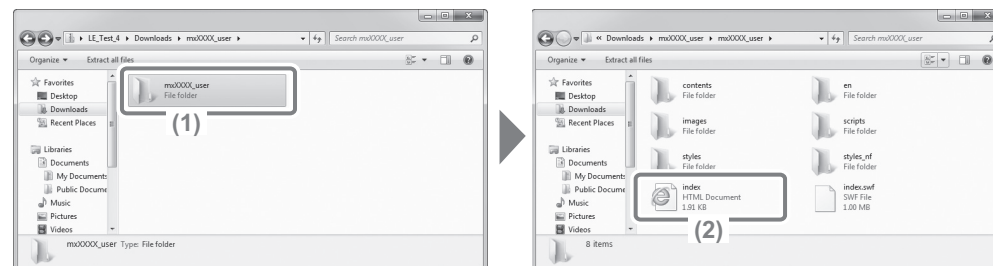 LE_Test_4 ▸ Downloads ▸ mxXXXX_user ▸
Search mxXXXX_user
Organize ▾ Extract all files
Favorites
Desktop
Downloads
Recent Places
Libraries
Documents
My Documents
Public Docume
Music
Pictures
Videos
mxXXXX_user
File folder
(1)
mxXXXX_user Type: File folder
« Downloads ▸ mxXXXX_user ▸ mxXXXX_user ▸
Search mxXXXX_user
Organize ▾ Extract all files
Favorites
Desktop
Downloads
Recent Places
Libraries
Documents
My Documents
Public Docume
Music
Pictures
Videos
contents
File folder
en
File folder
images
File folder
scripts
File folder
styles
File folder
styles_nf
File folder
index
HTML Document
1.91 KB
index.swf
SWF File
1.00 MB
(2)
8 items